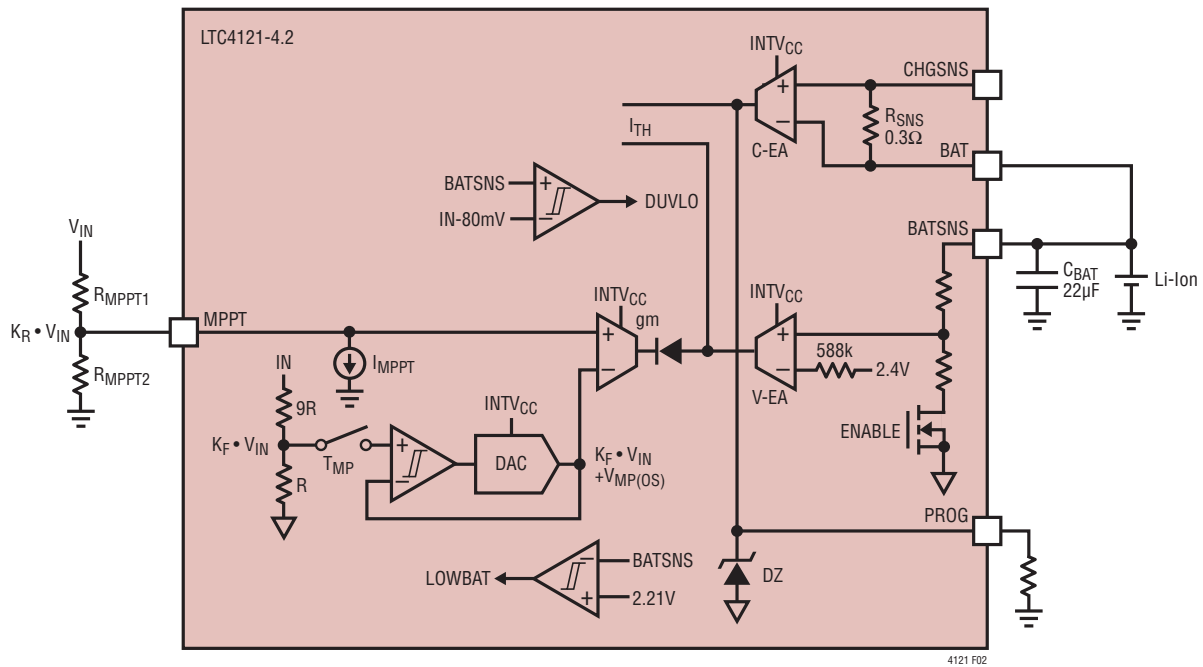 LTC4121-4.2
INTVCC
CHGSNS
+
−
C-EA
RSNS
0.3Ω
BAT
ITH
BATSNS
+
IN-80mV
−
DUVLO
BATSNS
CBAT
22µF
Li-Ion
VIN
RMPPT1
KR • VIN
RMPPT2
MPPT
IMPPT
INTVCC
gm
+
−
INTVCC
+
−
V-EA
588k
2.4V
ENABLE
IN
9R
KF • VIN
R
TMP
+
−
INTVCC
DAC
KF • VIN
+VMP(OS)
PROG
DZ
LOWBAT
−
BATSNS
+
2.21V
4121 F02